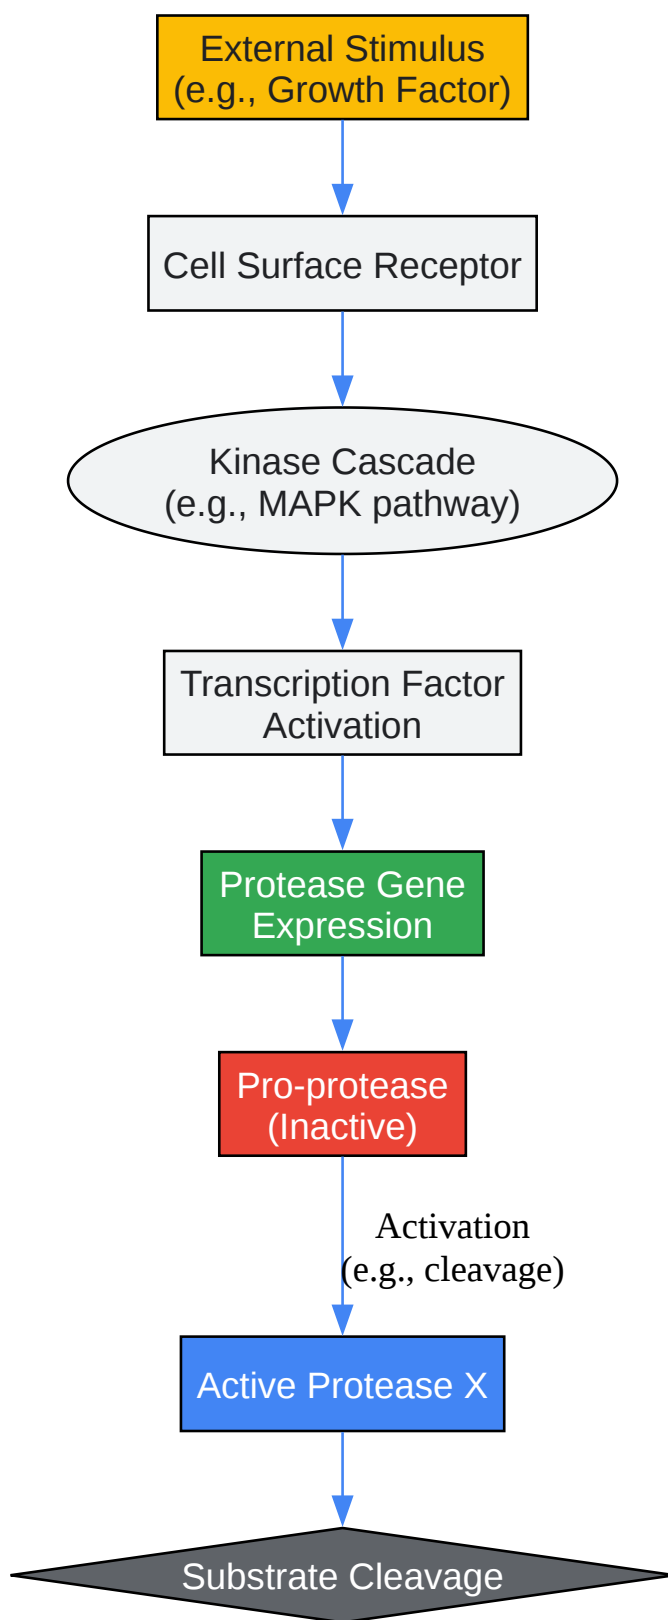 External Stimulus
(e.g., Growth Factor)
Cell Surface Receptor
Kinase Cascade
(e.g., MAPK pathway)
Transcription Factor
Activation
Protease Gene
Expression
Pro-protease
(Inactive)
Activation
(e.g., cleavage)
Active Protease X
Substrate Cleavage